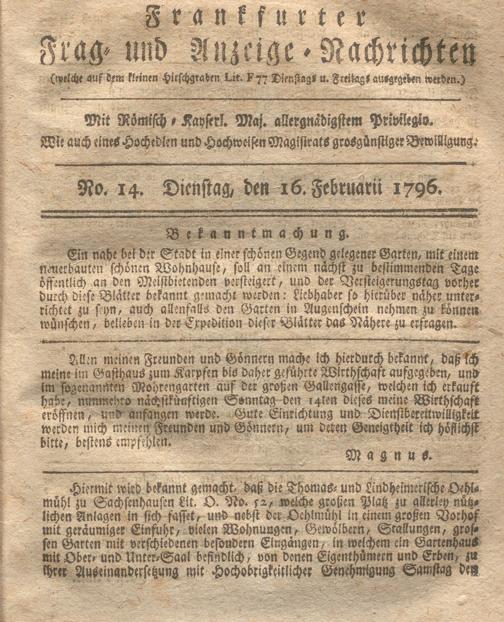 Frankfurter
Frag- und Anzeige-Nachrichten
(welche auf dem kleinen Hirschgraben Lit. F 77 Dienstags u. Freitags ausgegeben werden.)
Mit Römisch-Kayserl. Maj. allergnädigstem Privilegio.
Wie auch eines Hochedlen und Hochweisen Magistrats grosgünstiger Bewilligung.
No. 14. Dienstag, den 16. Februarii 1796.
Bekanntmachung.
Ein nahe bei der Stadt in einer schönen Gegend gelegener Garten, mit einem
neuerbauten schönen Wohnhause, soll an einem nächst zu bestimmenden Tage
öffentlich an den Meistbietenden versteigert, und der Versteigerungstag vorher
durch diese Blätter bekannt gemacht werden: Liebhaber so hierüber näher unter-
richtet zu seyn, auch allenfalls den Garten in Augenschein nehmen zu können
wünschen, belieben in der Expedition dieser Blätter das Nähere zu erfragen.
Allen meinen Freunden und Gönnern mache ich hierdurch bekannt, daß ich
meine im Gasthaus zum Karpfen bis daher geführte Wirthschaft aufgegeben, und
im sogenannten Mohrengarten auf der großen Gallengasse, welchen ich erkauft
habe, nunmehro nächstkünftigen Sonntag den 14ten dieses meine Wirthschaft
eröffnen, und anfangen werde. Gute Einrichtung und Dienstbereitwilligkeit
werden mich meinen Freunden und Gönnern, um deren Geneigtheit ich höflichst
bitte, bestens empfehlen.
Magnus.
Hiermit wird bekannt gemacht, daß die Thomas- und Lindheimerische Oehl-
mühl zu Sachsenhausen Lit. O. No. 52, welche großen Platz zu allerley nütz-
lichen Anlagen in sich fasset, und nebst der Oehlmühl in einem großen Vorhof
mit geräumiger Einfuhr, vielen Wohnungen, Gewölbern, Stallungen, gros-
sen Garten mit verschiedenen besondern Eingängen, in welchem ein Gartenhaus
mit Ober- und Unter-Saal befindlich, von denen Eigenthümern und Erben, zu
ihrer Auseinandersetzung mit Hochobrigkeitlicher Genehmigung Samstag den